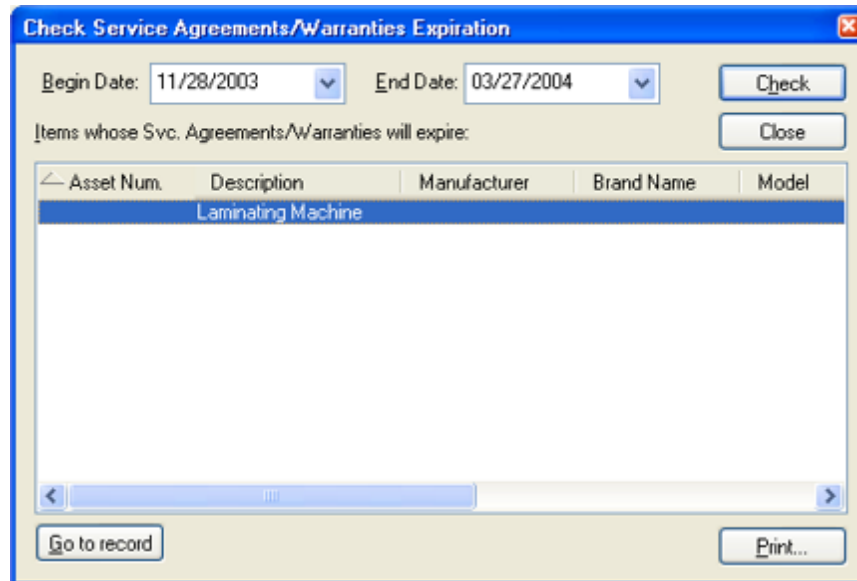 Check Service Agreements/Warranties Expiration
Begin Date: 11/28/2003 End Date: 03/27/2004 Check
Items whose Svc. Agreements/Warranties will expire: Close
Asset Num. Description Manufacturer Brand Name Model
Laminating Machine
Go to record Print...